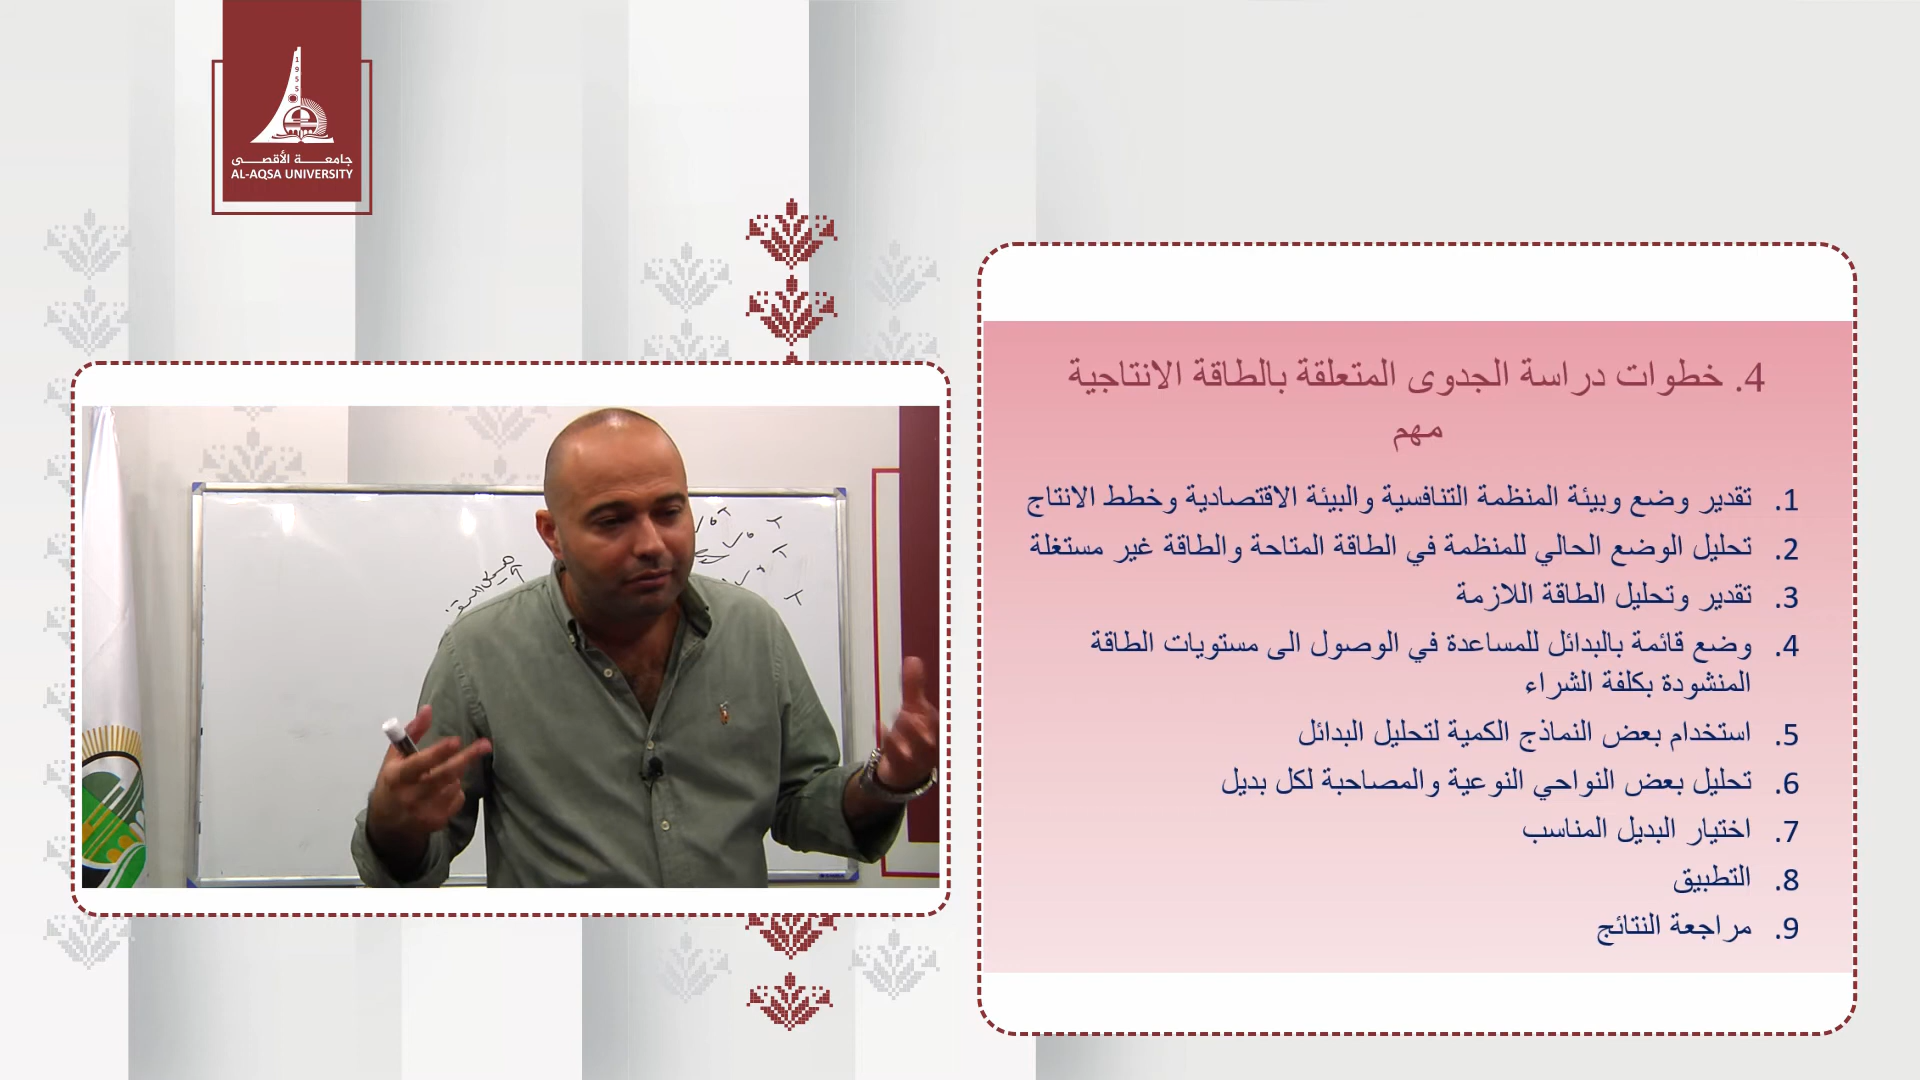 1955
جامعة الأقصى
AL-AQSA UNIVERSITY
4. خطوات دراسة الجدوى المتعلقة بالطاقة الانتاجية
مهم
1. تقدير وضع وبيئة المنظمة التنافسية والبيئة الاقتصادية وخطط الانتاج
2. تحليل الوضع الحالي للمنظمة في الطاقة المتاحة والطاقة غير مستغلة
3. تقدير وتحليل الطاقة اللازمة
4. وضع قائمة بالبدائل للمساعدة في الوصول الى مستويات الطاقة
المنشودة بكلفة الشراء
5. استخدام بعض النماذج الكمية لتحليل البدائل
6. تحليل بعض النواحي النوعية والمصاحبة لكل بديل
7. اختيار البديل المناسب
8. التطبيق
9. مراجعة النتائج